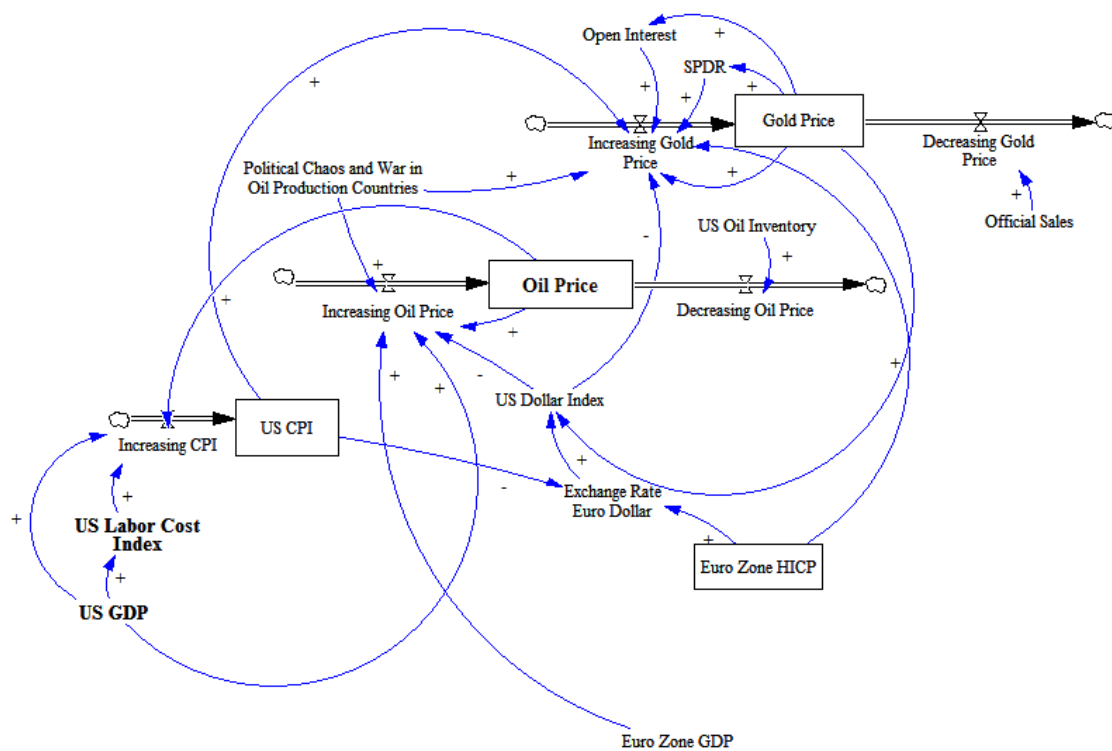 Open Interest
+
+
SPDR
+
+
+
+
Gold Price
Increasing Gold
Price
Decreasing Gold
Price
Political Chaos and War in
Oil Production Countries
+
+
+
Official Sales
US Oil Inventory
-
+
+
Oil Price
Increasing Oil Price
Decreasing Oil Price
+
+
+
+
-
+
US Dollar Index
US CPI
Increasing CPI
+
-
Exchange Rate
Euro Dollar
+
+
US Labor Cost
Index
+
Euro Zone HICP
+
US GDP
Euro Zone GDP